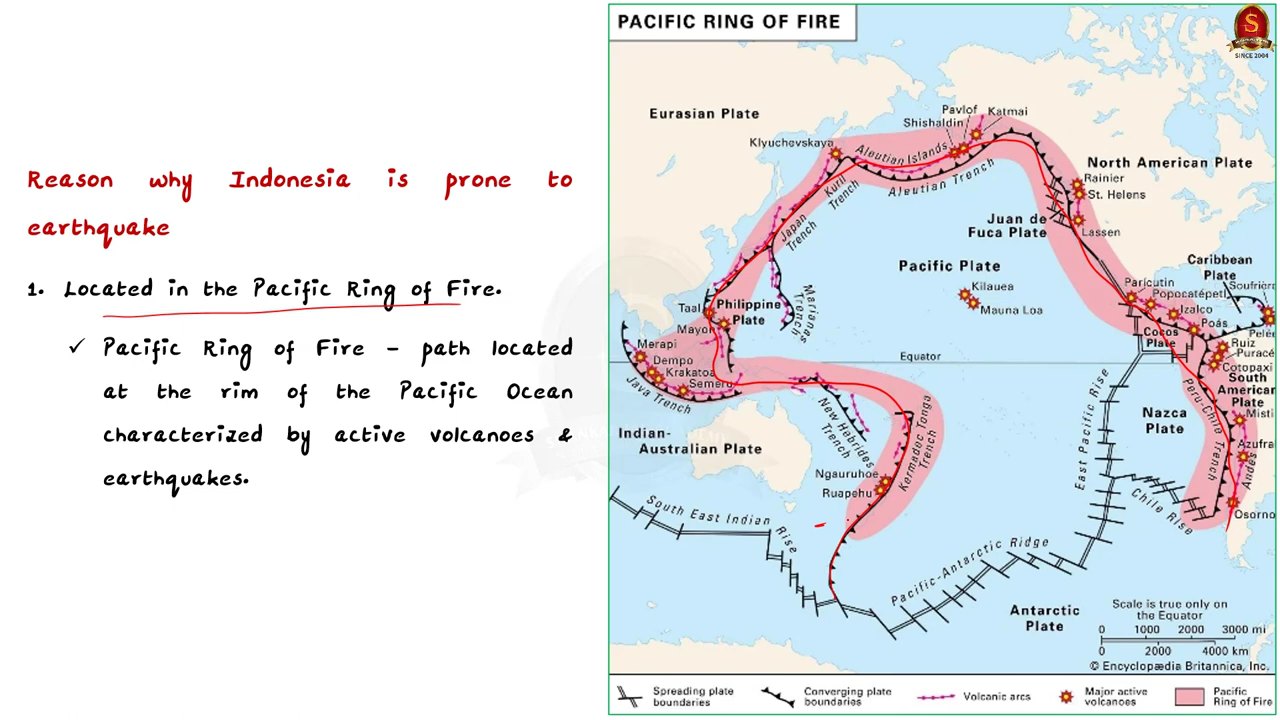 Reason why Indonesia is prone to
earthquake
1. Located in the Pacific Ring of Fire.
✓ Pacific Ring of Fire – path located
at the rim of the Pacific Ocean
characterized by active volcanoes &
earthquakes.
PACIFIC RING OF FIRE
S
SINCE 2004
Eurasian Plate
Pavlof
Katmai
Shishaldin
Klyuchevskaya
Aleutian Islands
Aleutian Trench
North American Plate
Rainier
St. Helens
Kuril
Trench
Juan de
Fuca Plate
Lassen
Japan
Trench
Pacific Plate
Caribbean
Plate
Soufrièr
Kilauea
Mauna Loa
Paricutín
Popocatépetl
Izalco
Poás
Pelé
Taal
Philippine
Plate
Mayon
Marianas
Trench
Cocos
Plate
Ruiz
Puracé
Cotopaxi
Merapi
Dempo
Krakatoa
Semeru
Java Trench
Equator
South
American
Plate
Misti
Nazca
Plate
Peru-Chile Trench
Azufra
Andes
Indian-
Australian Plate
New Hebrides
Trench
Kermadec Tonga
Trench
East Pacific Rise
Ngauruhoe
Ruapehu
Chile Rise
Osorno
South East Indian
Rise
Pacific-Antarctic Ridge
Antarctic
Plate
Scale is true only on
the Equator
0 1000 2000 3000 mi
0 2000 4000 km
© Encyclopædia Britannica, Inc.
Spreading plate
boundaries
Converging plate
boundaries
Volcanic arcs
Major active
volcanoes
Pacific
Ring of Fire